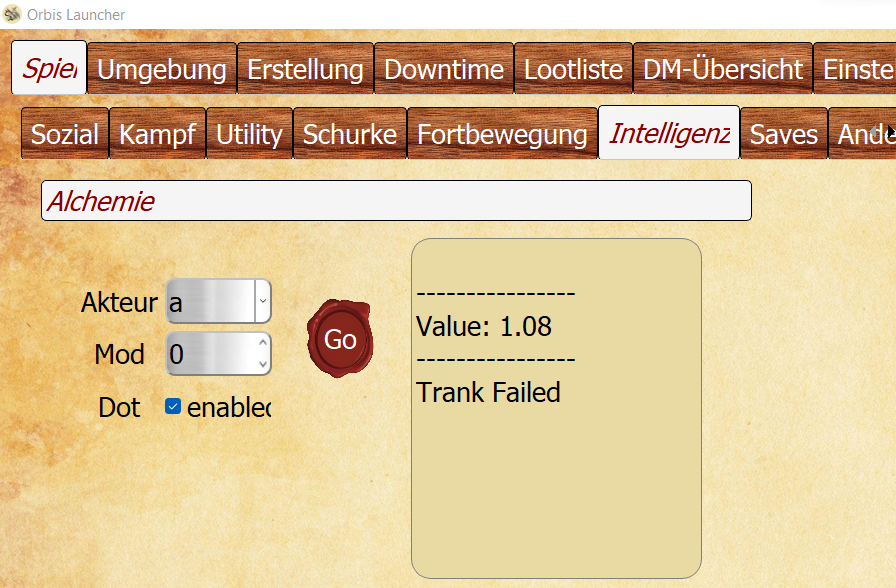 Orbis Launcher
Spiel Umgebung Erstellung Downtime Lootliste DM-Übersicht Einste
Sozial Kampf Utility Schurke Fortbewegung Intelligenz Saves Ande
Alchemie
Akteur a
Mod 0
Dot enabled
Go
----------------
Value: 1.08
----------------
Trank Failed